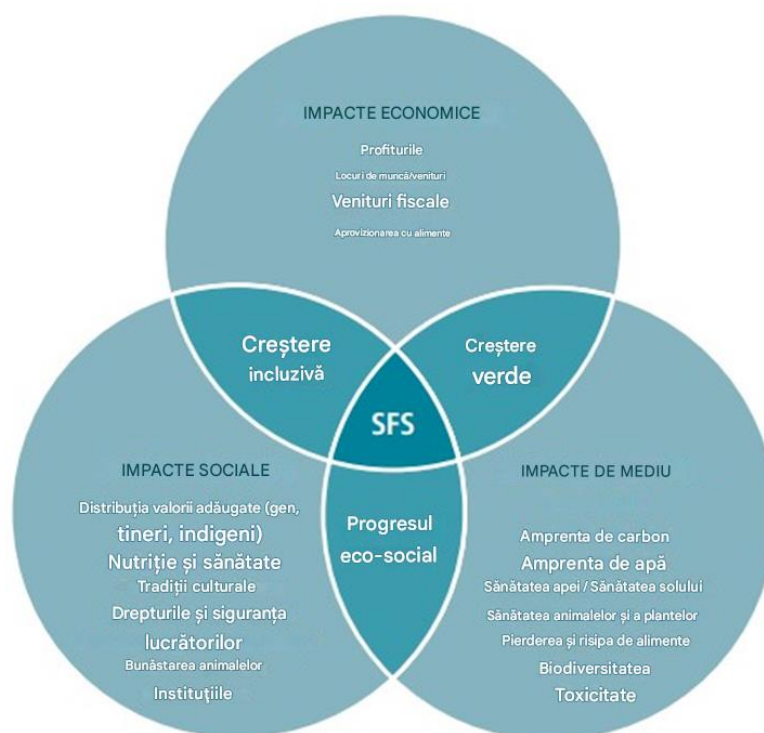 IMPACTE ECONOMICE
Profiturile
Locuri de muncă/venituri
Venituri fiscale
Aprovizionarea cu alimente
Creștere
incluzivă
Creștere
verde
SFS
IMPACTE SOCIALE
Distribuția valorii adăugate (gen,
tineri, indigeni)
Nutriție și sănătate
Tradiții culturale
Drepturile și siguranța
lucrătorilor
Bunăstarea animalelor
Instituţiile
Progresul
eco-social
IMPACTE DE MEDIU
Amprenta de carbon
Amprenta de apă
Sănătatea apei / Sănătatea solului
Sănătatea animalelor și a plantelor
Pierderea și risipa de alimente
Biodiversitatea
Toxicitate